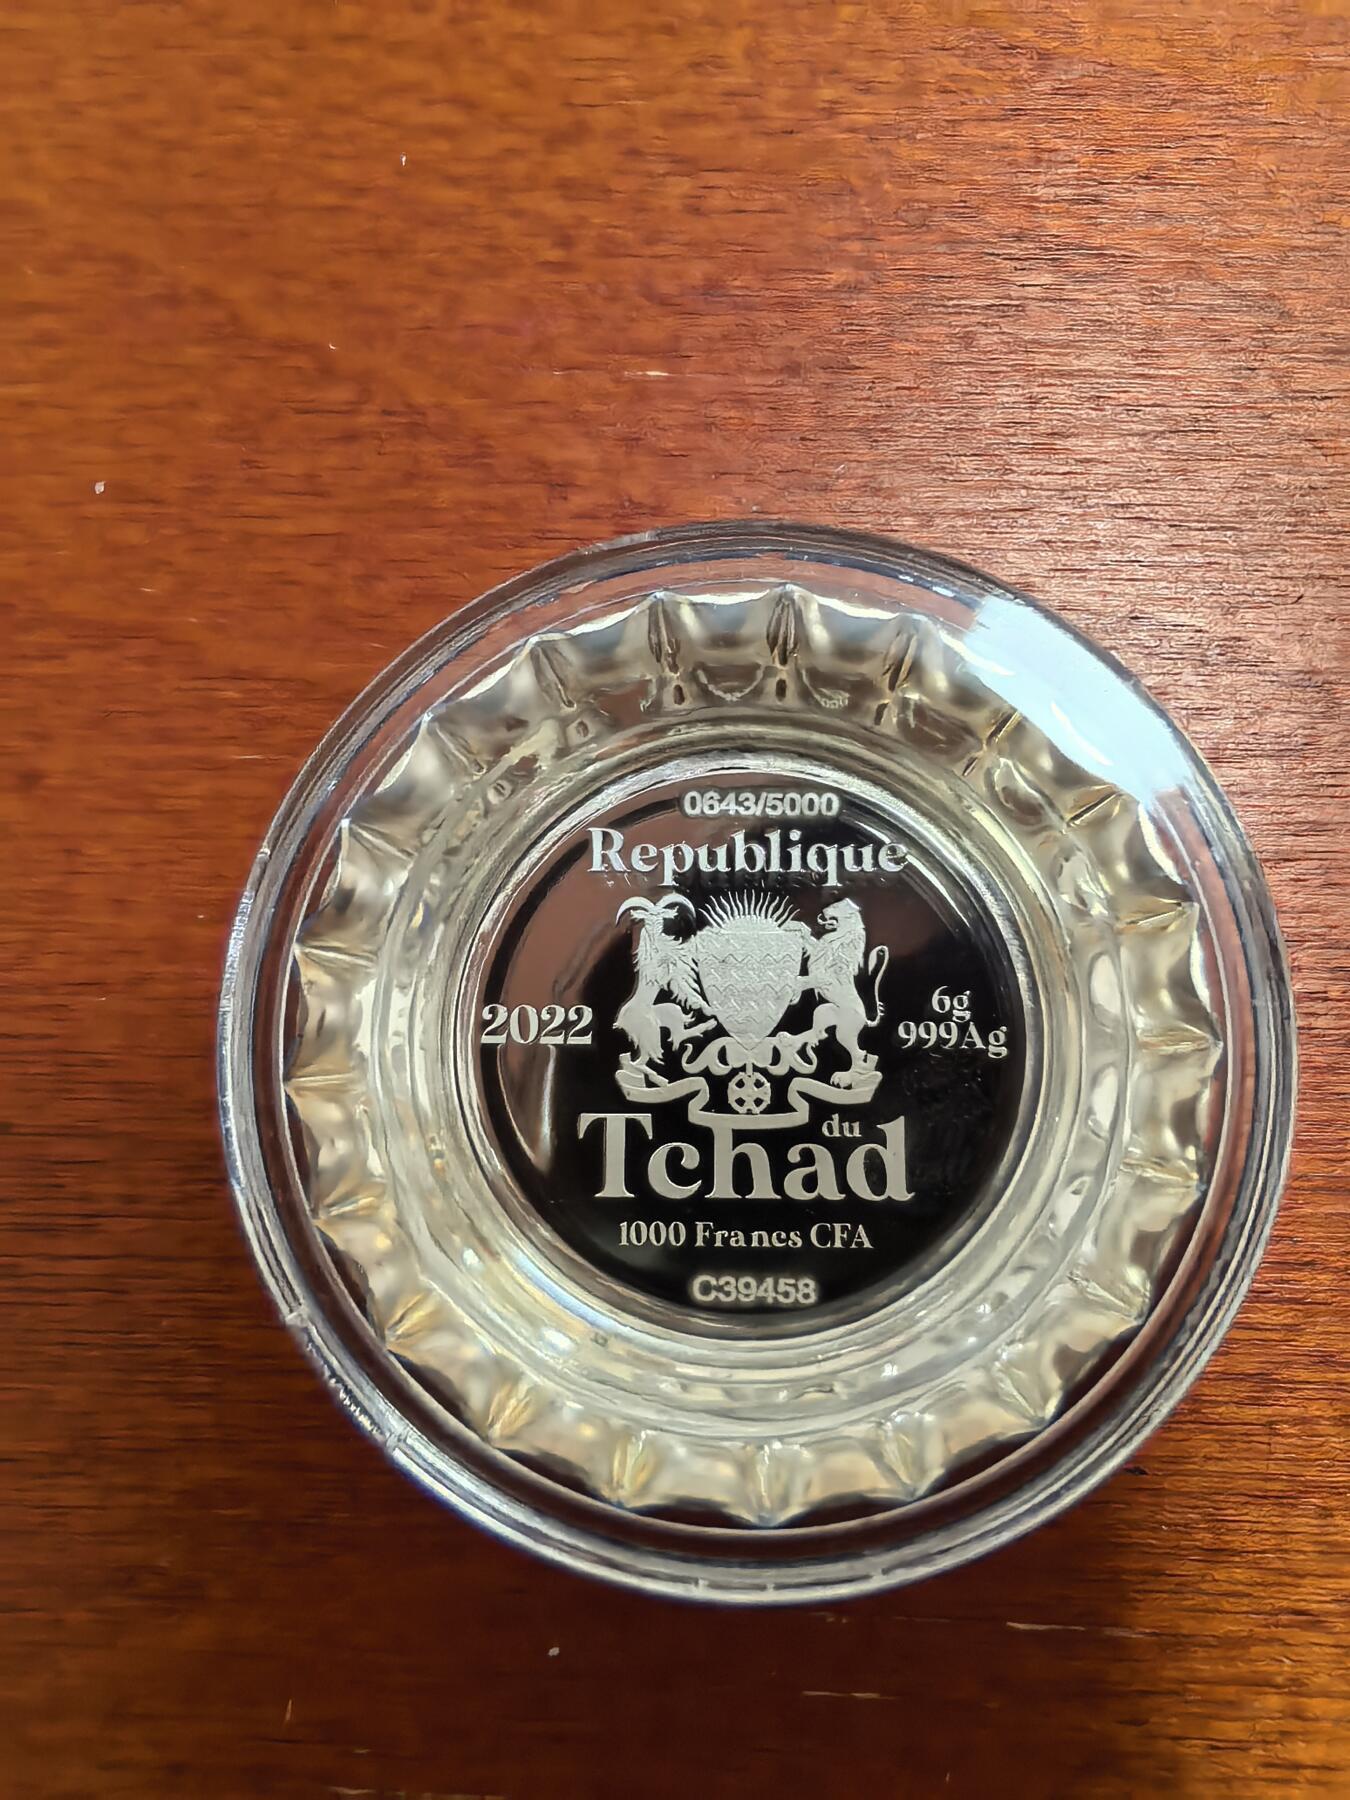 0643/5000
Republique
2022
6g
999Ag
du
Tchad
1000 Francs CFA
C39458